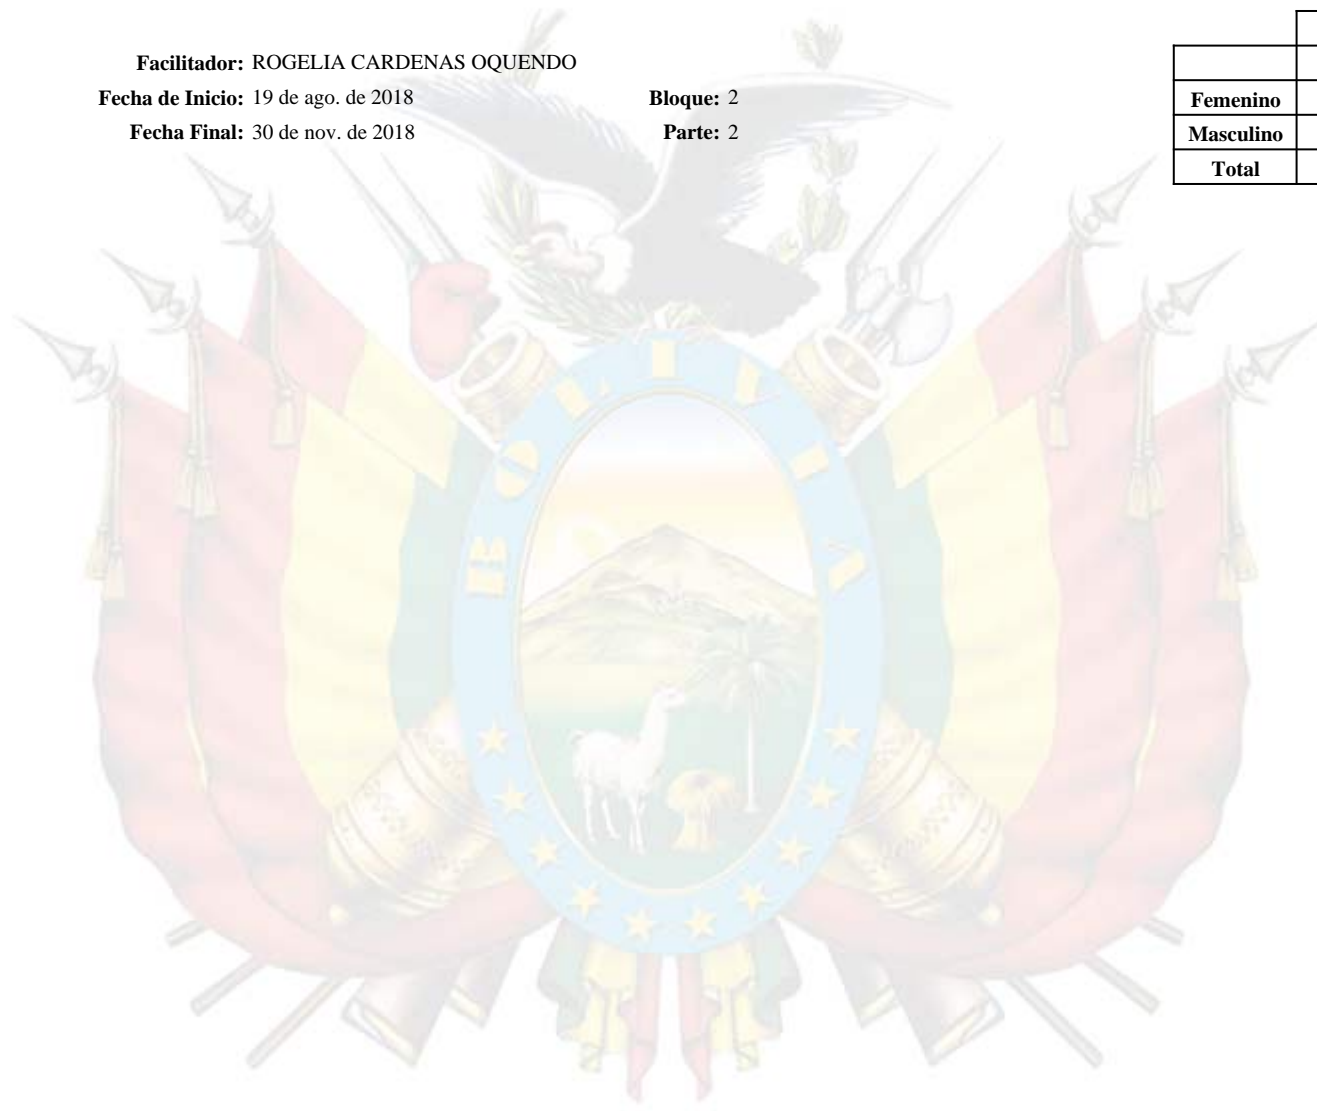 Facilitador: ROGELIA CARDENAS OQUENDO
Fecha de Inicio: 19 de ago. de 2018 Bloque: 2
Fecha Final: 30 de nov. de 2018 Parte: 2
Femenino
Masculino
Total
BOLIVIA